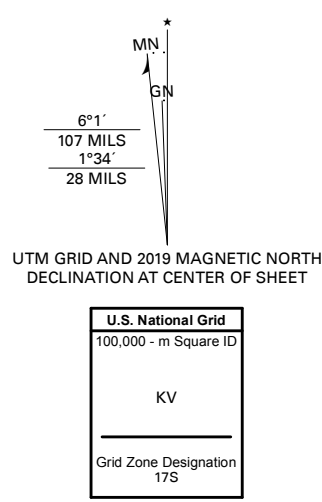 ★
MN
GN
6°1´
107 MILS
1°34´
28 MILS
UTM GRID AND 2019 MAGNETIC NORTH
DECLINATION AT CENTER OF SHEET
U.S. National Grid
100,000 - m Square ID
KV
Grid Zone Designation
17S